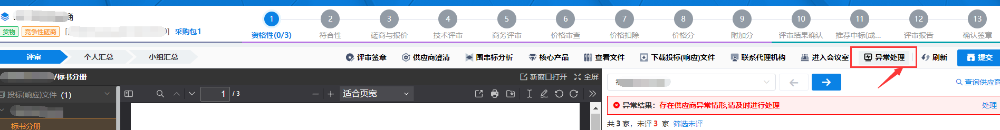 商
1 2 3 4 5 6 7 8 9 10 11 12 13
货物 竞争性磋商 [ ] 采购包1
资格性(0/3) 符合性 磋商与报价 技术评审 商务评审 价格审查 价格扣除 价格分 附加分 评审结果确认 推荐中标(成... 评审报告 确认签章
评审 个人汇总 小组汇总 评审签章 供应商澄清 围串标分析 核心产品 查看文件 下载投标(响应)文件 联系代理机构 进入会议室 异常处理 刷新 提交
/标书分册 新窗口打开 全屏
投标(响应)文件 (1)
1 / 3 适合页宽
查询供应商
标书分册
异常结果：存在供应商异常情形,请及时进行处理 处理
共 3 家，未评 3 家 筛选未评